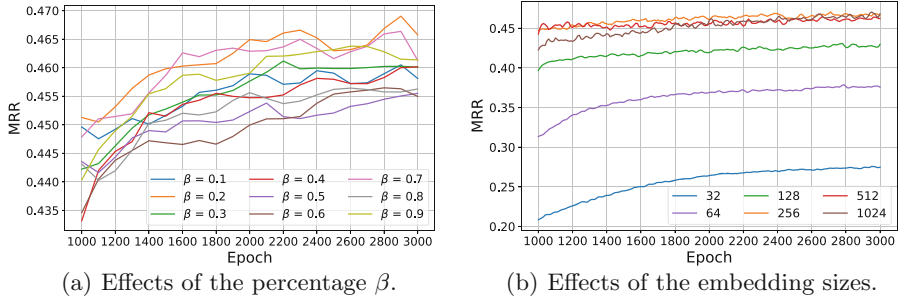 0.470
0.465
0.460
0.455
0.450
0.445
0.440
0.435
MRR
β = 0.1 β = 0.4 β = 0.7
β = 0.2 β = 0.5 β = 0.8
β = 0.3 β = 0.6 β = 0.9
1000 1200 1400 1600 1800 2000 2200 2400 2600 2800 3000
Epoch
(a) Effects of the percentage β.
0.45
0.40
0.35
0.30
0.25
0.20
MRR
32 128 512
64 256 1024
1000 1200 1400 1600 1800 2000 2200 2400 2600 2800 3000
Epoch
(b) Effects of the embedding sizes.